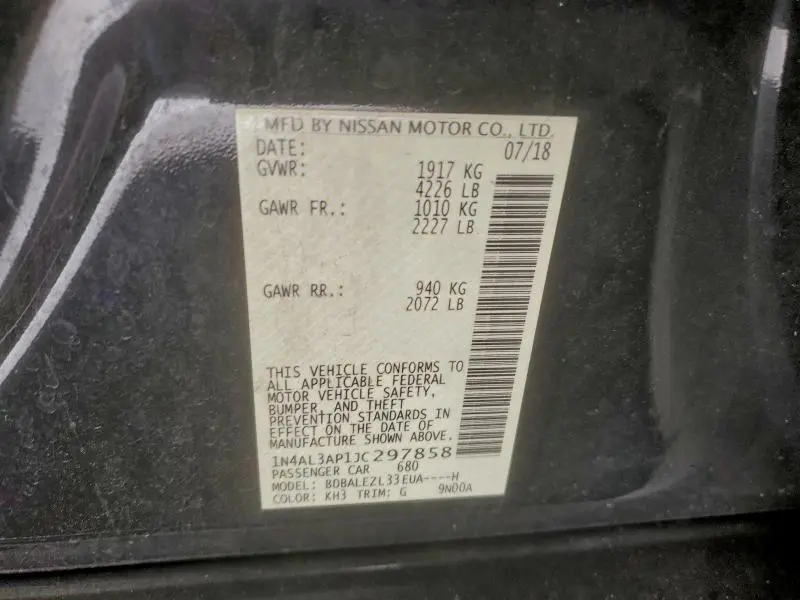 MFD BY NISSAN MOTOR CO., LTD.
DATE: 07/18
GVWR: 1917 KG
4226 LB
GAWR FR.: 1010 KG
2227 LB
GAWR RR.: 940 KG
2072 LB
THIS VEHICLE CONFORMS TO
ALL APPLICABLE FEDERAL
MOTOR VEHICLE SAFETY,
BUMPER, AND THEFT
PREVENTION STANDARDS IN
EFFECT ON THE DATE OF
MANUFACTURE SHOWN ABOVE.
1N4AL3AP1JC297858
PASSENGER CAR 680
MODEL: BDBALEZL33EUA----H
COLOR: KH3 TRIM: G 9N00A